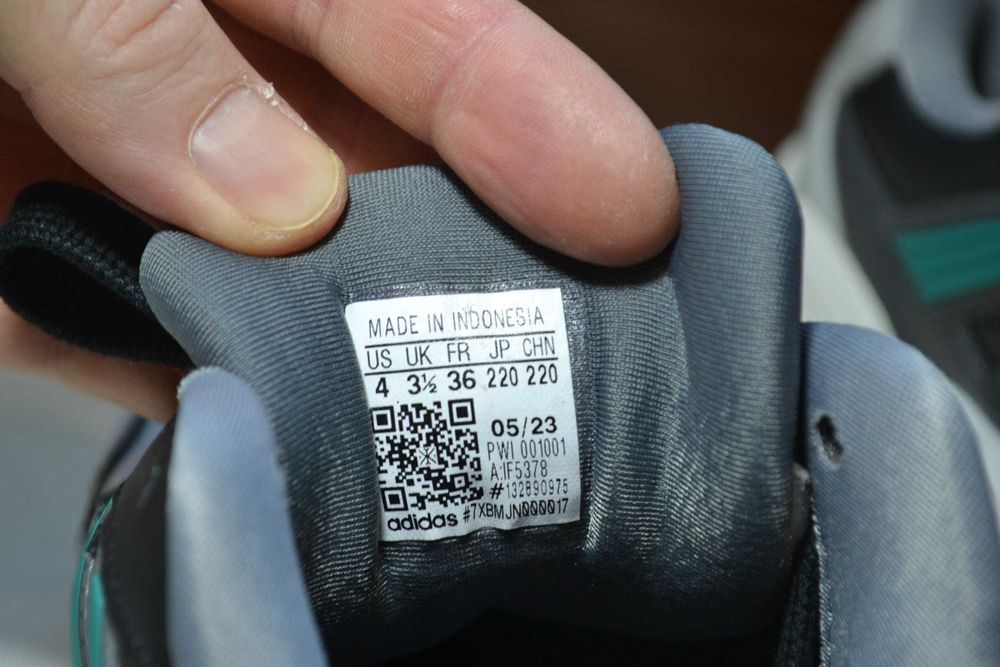 MADE IN INDONESIA
US UK FR JP CHN
4 3½ 36 220 220
05/23
PWI 001001
A:IF5378
#132890975
adidas #7XBMJN000017